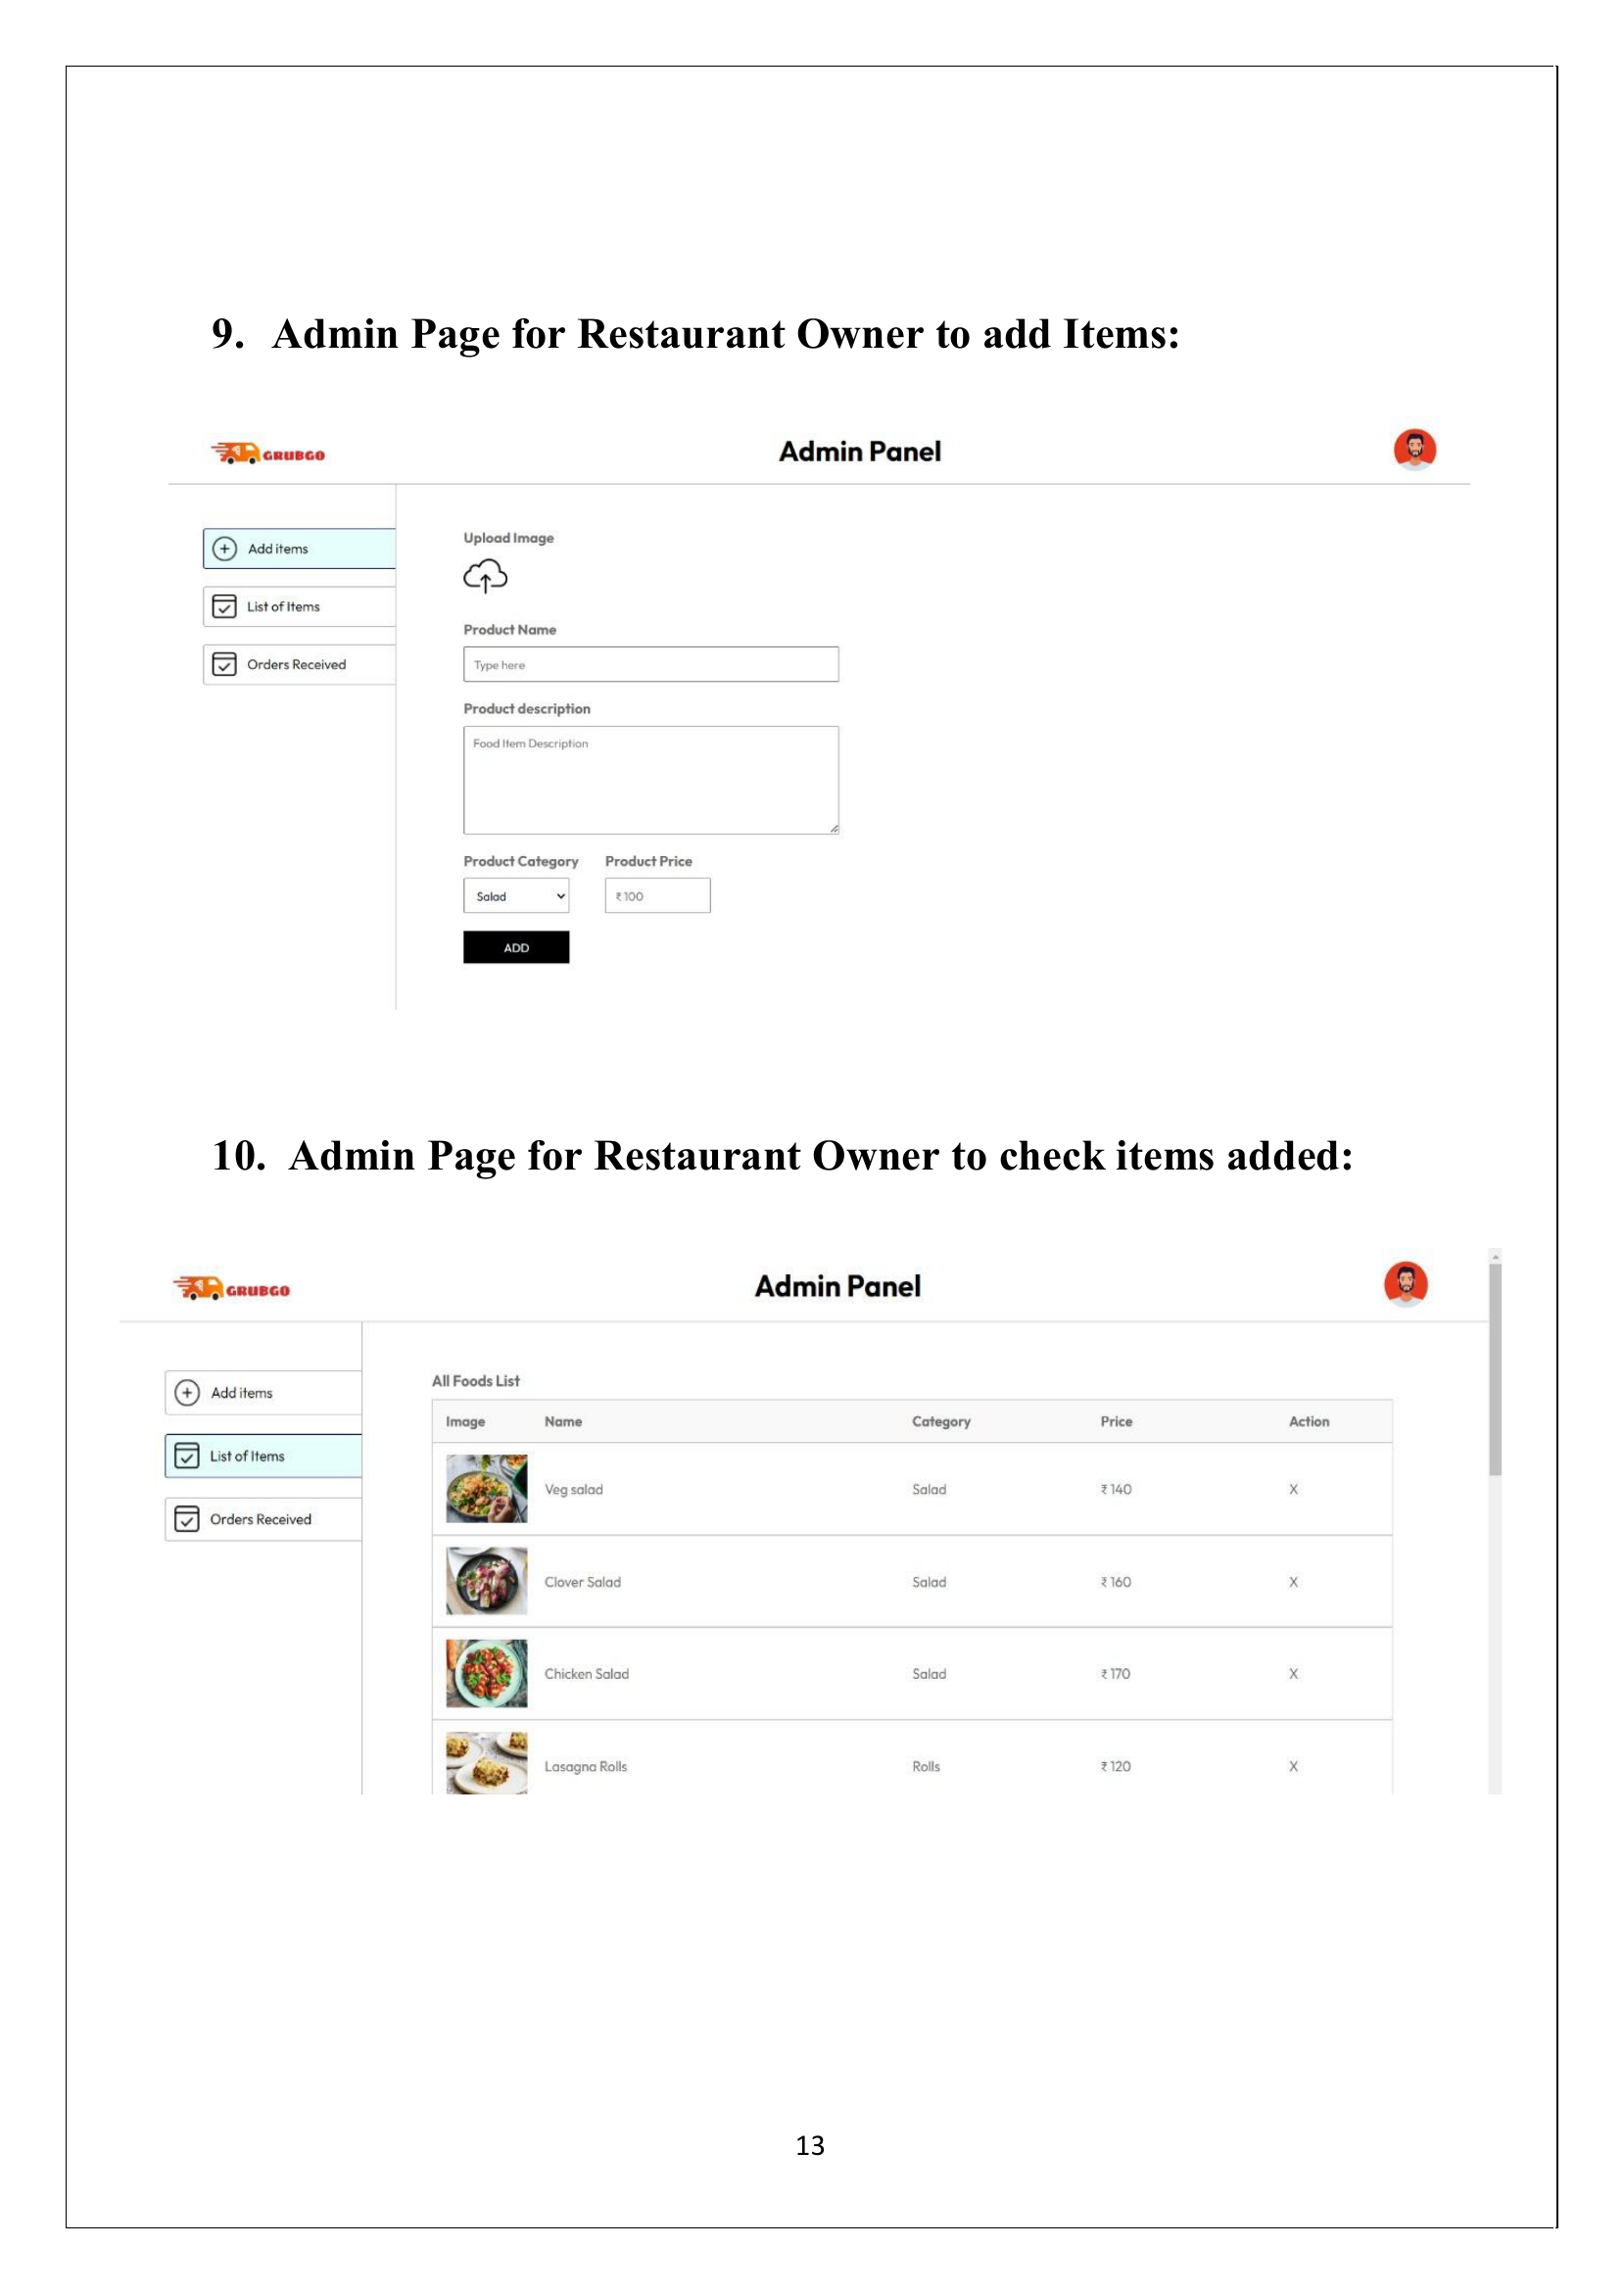 9. Admin Page for Restaurant Owner to add Items:
GRUBGO
Admin Panel
Add items
List of Items
Orders Received
Upload Image
Product Name
Type here
Product description
Food Item Description
Product Category Product Price
Salad ₹ 100
ADD
10. Admin Page for Restaurant Owner to check items added:
GRUBGO
Admin Panel
Add items
List of Items
Orders Received
All Foods List
Image Name Category Price Action
Veg salad Salad ₹ 140 X
Clover Salad Salad ₹ 160 X
Chicken Salad Salad ₹ 170 X
Lasagna Rolls Rolls ₹ 120 X
13